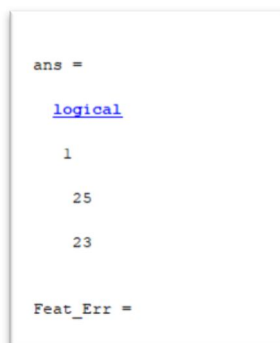 ans =
logical
1
25
23
Feat_Err =